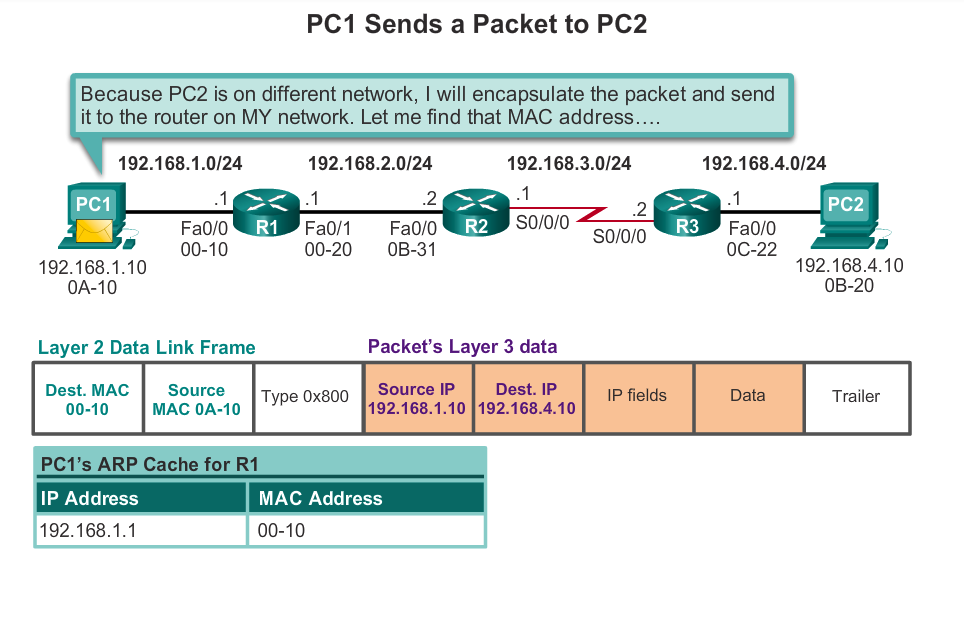 PC1 Sends a Packet to PC2
Because PC2 is on different network, I will encapsulate the packet and send
it to the router on MY network. Let me find that MAC address….
192.168.1.0/24
192.168.2.0/24
192.168.3.0/24
192.168.4.0/24
PC1
.1
R1
.1
.2
R2
.1
.2
R3
.1
PC2
Fa0/0
00-10
Fa0/1
00-20
Fa0/0
0B-31
S0/0/0
S0/0/0
Fa0/0
0C-22
192.168.1.10
0A-10
192.168.4.10
0B-20
Layer 2 Data Link Frame
Packet’s Layer 3 data
Dest. MAC
00-10
Source
MAC 0A-10
Type 0x800
Source IP
192.168.1.10
Dest. IP
192.168.4.10
IP fields
Data
Trailer
PC1’s ARP Cache for R1
IP Address
MAC Address
192.168.1.1
00-10